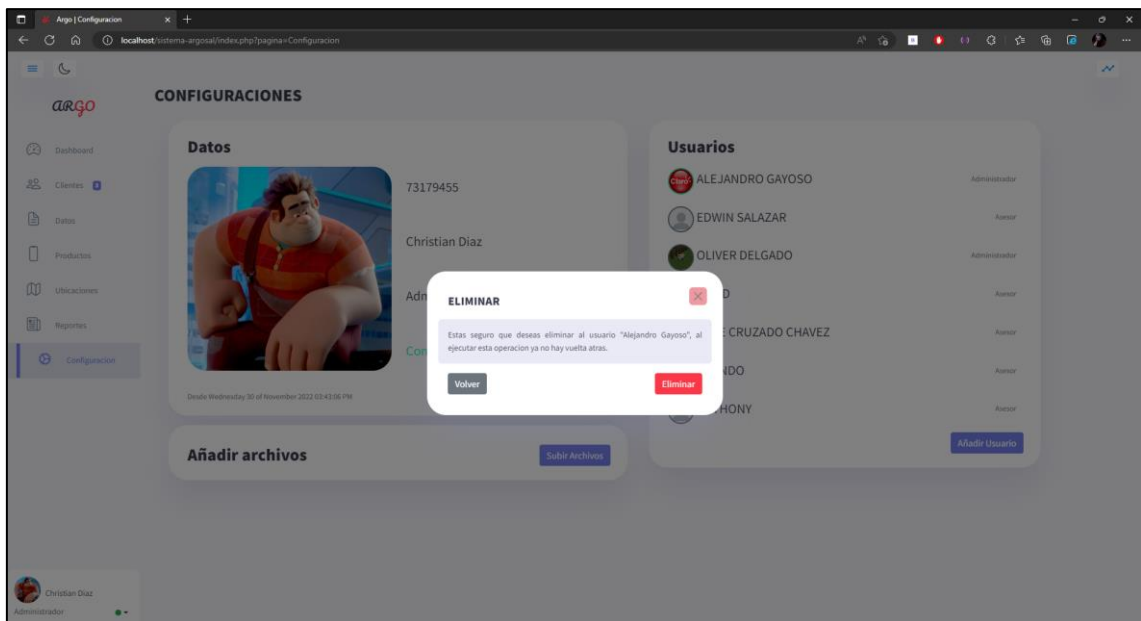 Argo | Configuracion
localhost/sistema-argosal/index.php?pagina=Configuracion
ARGO
Dashboard
Clientes
Datos
Productos
Ubicaciones
Reportes
Configuracion
Christian Diaz
Administrador
CONFIGURACIONES
Datos
73179455
Christian Diaz
Adm
Con
Desde Wednesday 30 of November 2022 03:43:06 PM
Añadir archivos
Subir Archivos
Usuarios
ALEJANDRO GAYOSO
Administrador
EDWIN SALAZAR
Asesor
OLIVER DELGADO
Administrador
Asesor
CRUZADO CHAVEZ
Asesor
Asesor
HONY
Asesor
Añadir Usuario
ELIMINAR
Estas seguro que deseas eliminar al usuario "Alejandro Gayoso", al
ejecutar esta operacion ya no hay vuelta atras.
Volver
Eliminar